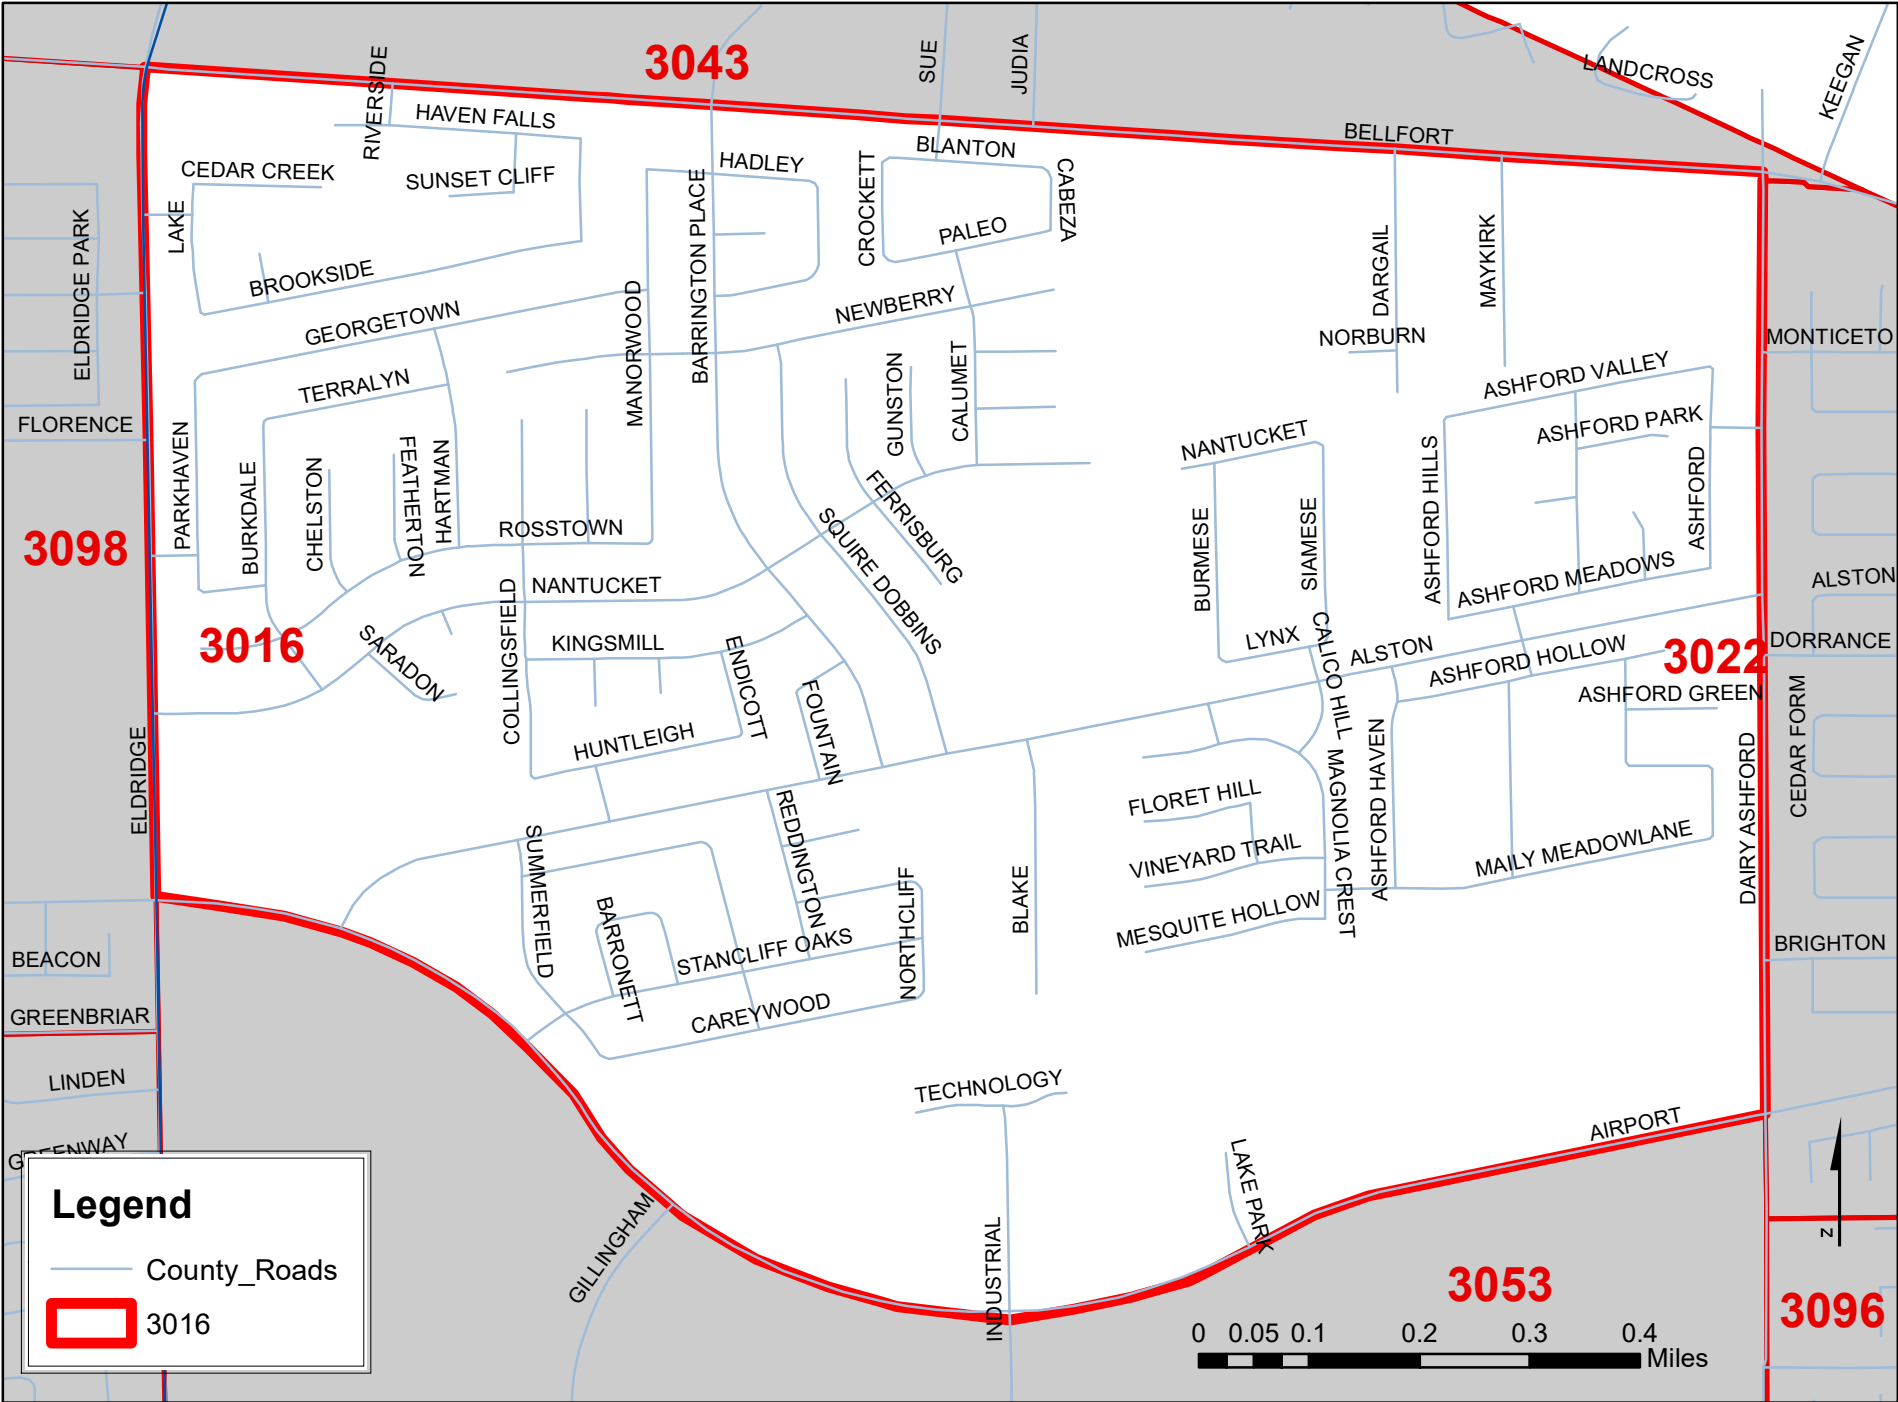 3043
SUE
JUDIA
LANDCROSS
KEEGAN
RIVERSIDE
HAVEN FALLS
BELLFORT
CEDAR CREEK
SUNSET CLIFF
HADLEY
BLANTON
CROCKETT
CABEZA
LAKE
ELDRIDGE PARK
BROOKSIDE
BARRINGTON PLACE
PALEO
DARGAIL
MAYKIRK
GEORGETOWN
MANORWOOD
NEWBERRY
NORBURN
MONTICETO
TERRALYN
GUNSTON
CALUMET
ASHFORD VALLEY
FLORENCE
ASHFORD PARK
NANTUCKET
PARKHAVEN
BURKDALE
CHELSTON
FEATHERTON
HARTMAN
ASHFORD HILLS
ASHFORD
3098
ROSSTOWN
SQUIRE DOBBINS
FERRISBURG
BURMESE
SIAMESE
NANTUCKET
ASHFORD MEADOWS
ALSTON
3016
SARADON
COLLINGSFIELD
KINGSMILL
ENDICOTT
LYNX
CALICO HILL
ALSTON
ASHFORD HOLLOW
3022
DORRANCE
FOUNTAIN
ASHFORD GREEN
HUNTLEIGH
ELDRIDGE
CEDAR FORM
DAIRY ASHFORD
REDDINGTON
FLORET HILL
MAGNOLIA CREST
ASHFORD HAVEN
SUMMERFIELD
VINEYARD TRAIL
MAILY MEADOWLANE
BLAKE
NORTHCLIFF
BARRONETT
MESQUITE HOLLOW
STANCLIFF OAKS
BRIGHTON
BEACON
CAREYWOOD
GREENBRIAR
LINDEN
TECHNOLOGY
AIRPORT
GREENWAY
LAKE PARK
GILLINGHAM
INDUSTRIAL
3053
3096
Z
Legend
County_Roads
3016
0 0.05 0.1 0.2 0.3 0.4
Miles